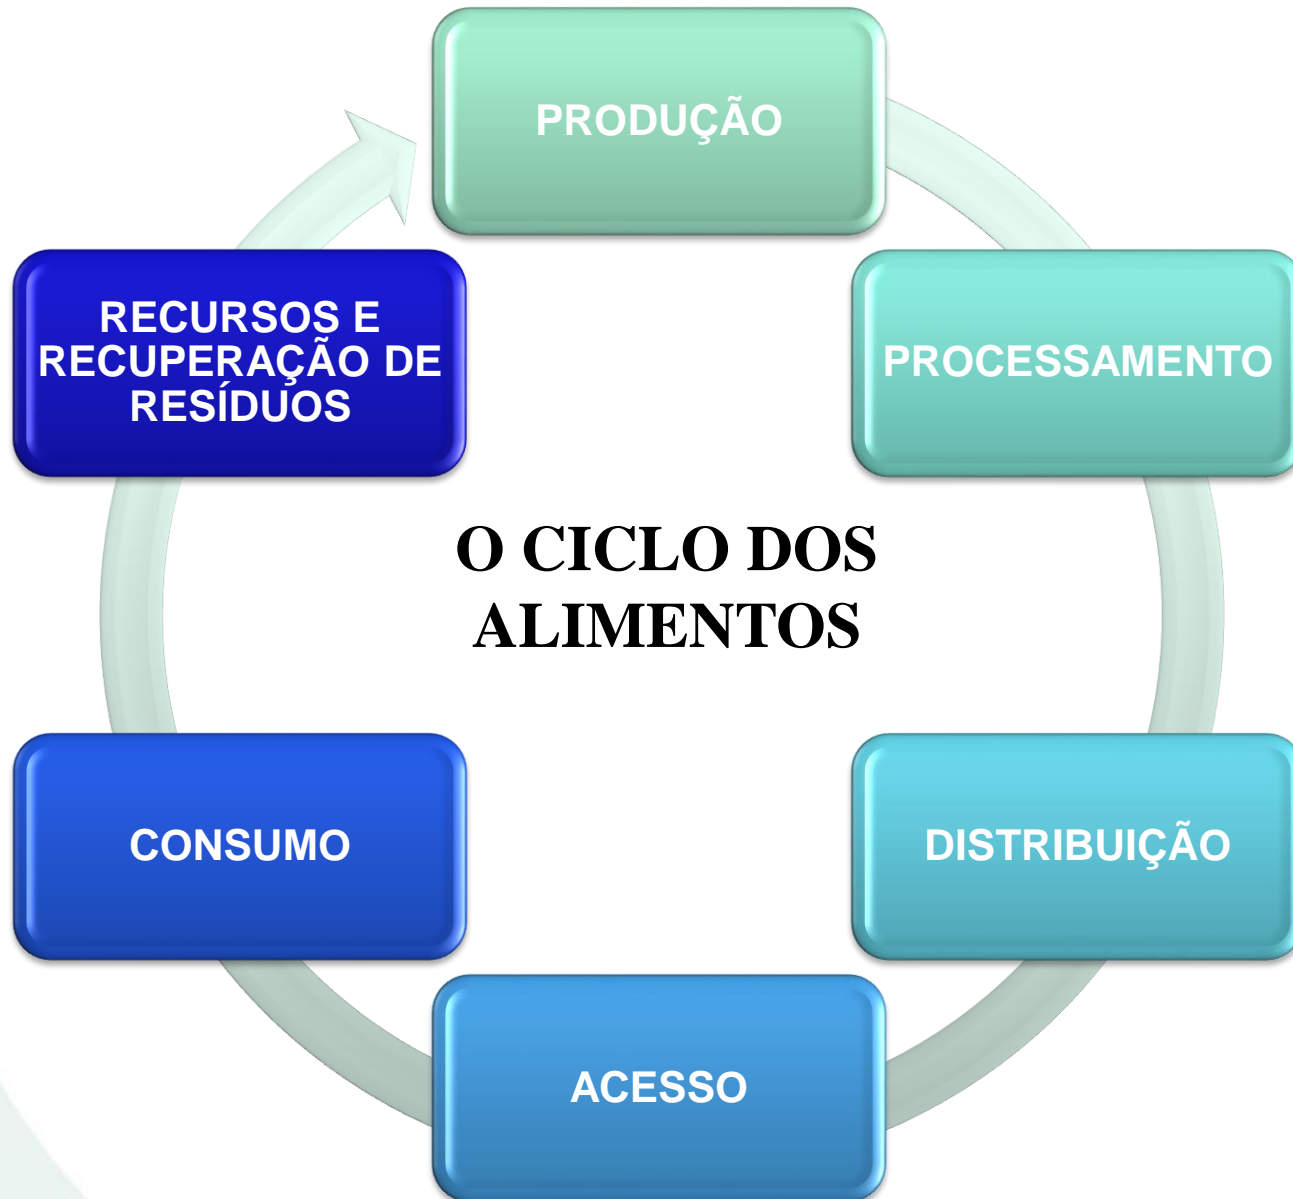 PRODUÇÃO
PROCESSAMENTO
DISTRIBUIÇÃO
ACESSO
CONSUMO
RECURSOS E
RECUPERAÇÃO DE
RESÍDUOS
O CICLO DOS
ALIMENTOS